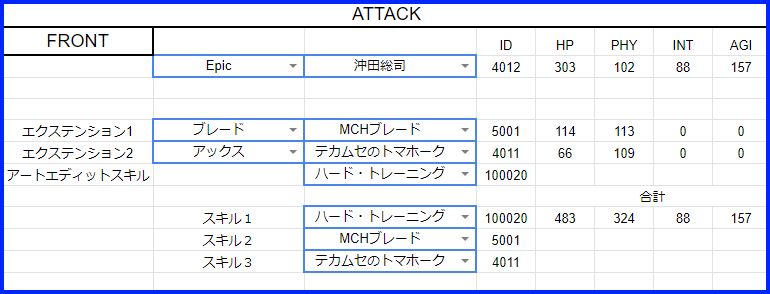 ATTACK
FRONT ID HP PHY INT AGI
Epic 沖田総司 4012 303 102 88 157
エクステンション1 ブレード MCHブレード 5001 114 113 0 0
エクステンション2 アックス テカムセのトマホーク 4011 66 109 0 0
アートエディットスキル ハード・トレーニング 100020
合計
スキル１ ハード・トレーニング 100020 483 324 88 157
スキル２ MCHブレード 5001
スキル３ テカムセのトマホーク 4011